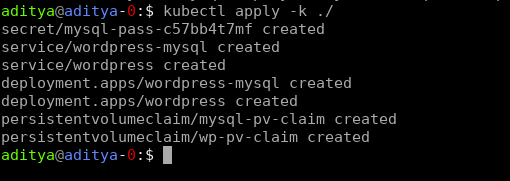 aditya@aditya-0:$ kubectl apply -k ./
secret/mysql-pass-c57bb4t7mf created
service/wordpress-mysql created
service/wordpress created
deployment.apps/wordpress-mysql created
deployment.apps/wordpress created
persistentvolumeclaim/mysql-pv-claim created
persistentvolumeclaim/wp-pv-claim created
aditya@aditya-0:$